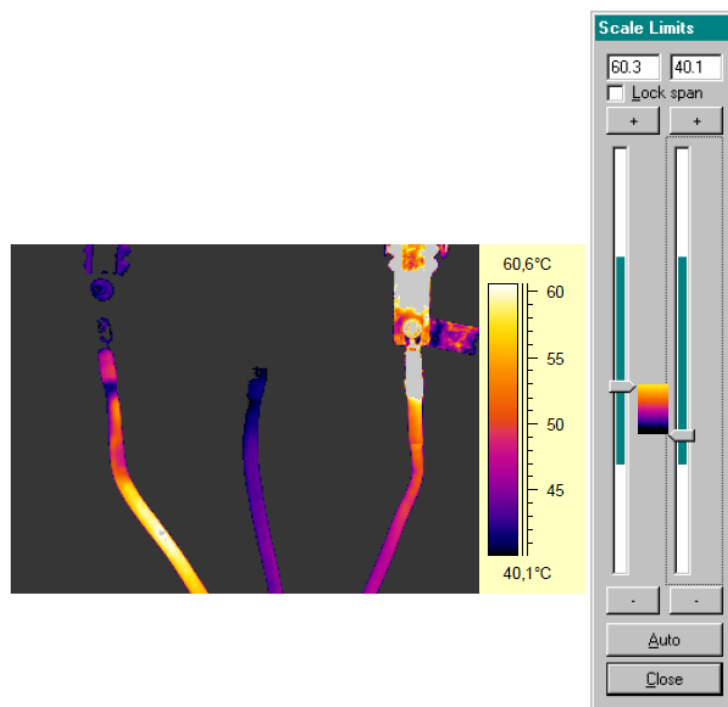 Scale Limits
60.3 40.1
Lock span
+ +
60,6°C
60
55
50
45
40,1°C
- -
Auto
Close